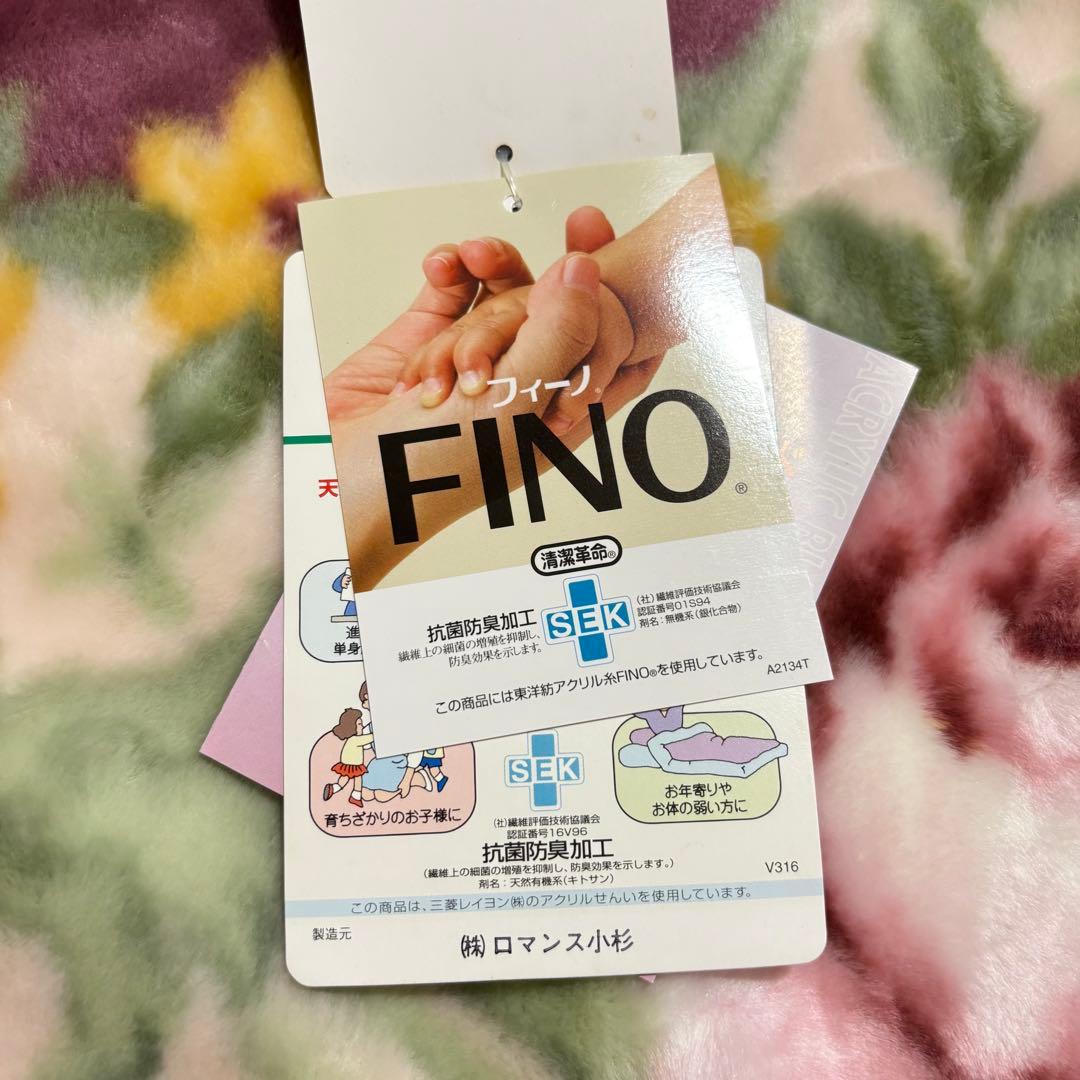 フィーノ®
FINO®
清潔革命®
抗菌防臭加工
繊維上の細菌の増殖を抑制し、
防臭効果を示します。
SEK
(社)繊維評価技術協議会
認証番号01S94
剤名：無機系(銀化合物)
この商品には東洋紡アクリル糸FINO®を使用しています。
A2134T
天
進
単身
育ちざかりのお子様に
SEK
お年寄りや
お体の弱い方に
(社)繊維評価技術協議会
認証番号16V96
抗菌防臭加工
(繊維上の細菌の増殖を抑制し、防臭効果を示します。)
剤名：天然有機系(キトサン)
V316
この商品は、三菱レイヨン㈱のアクリルせんいを使用しています。
製造元
㈱ロマンス小杉